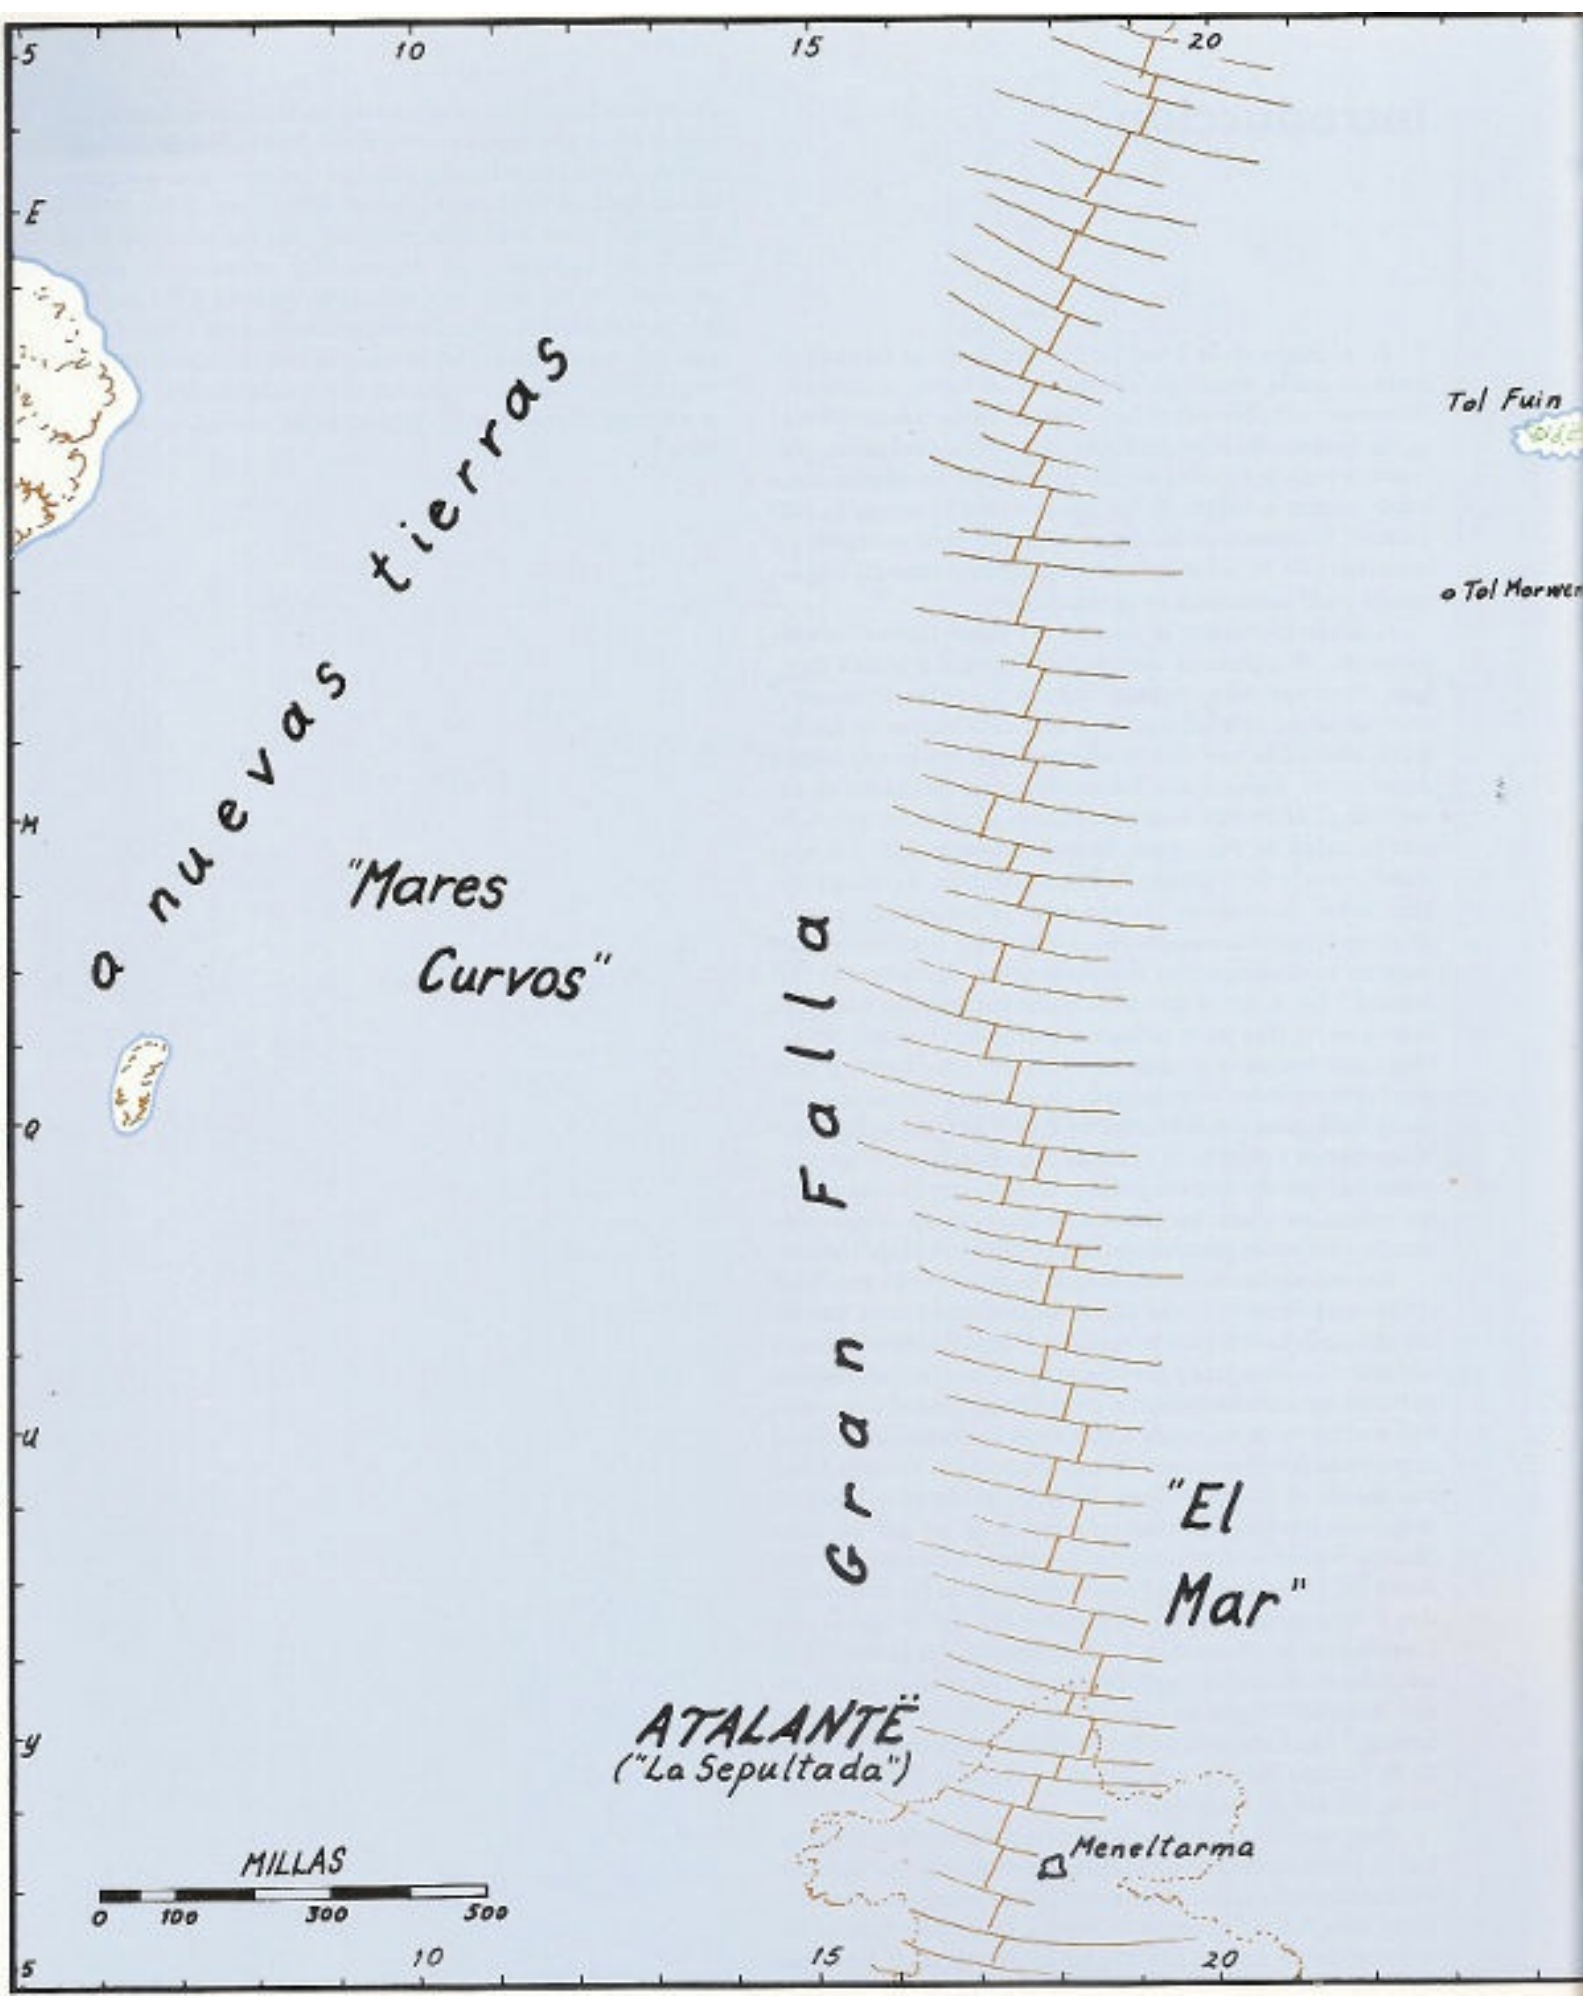 5 10 15 20
E
Tol Fuin
Tol Morwen
a nuevas tierras
M
"Mares
Curvos"
Gran Falla
Q
U
"El
Mar"
ATALANTË
("La Sepultada")
Y
Meneltarma
MILLAS
0 100 300 500
5 10 15 20